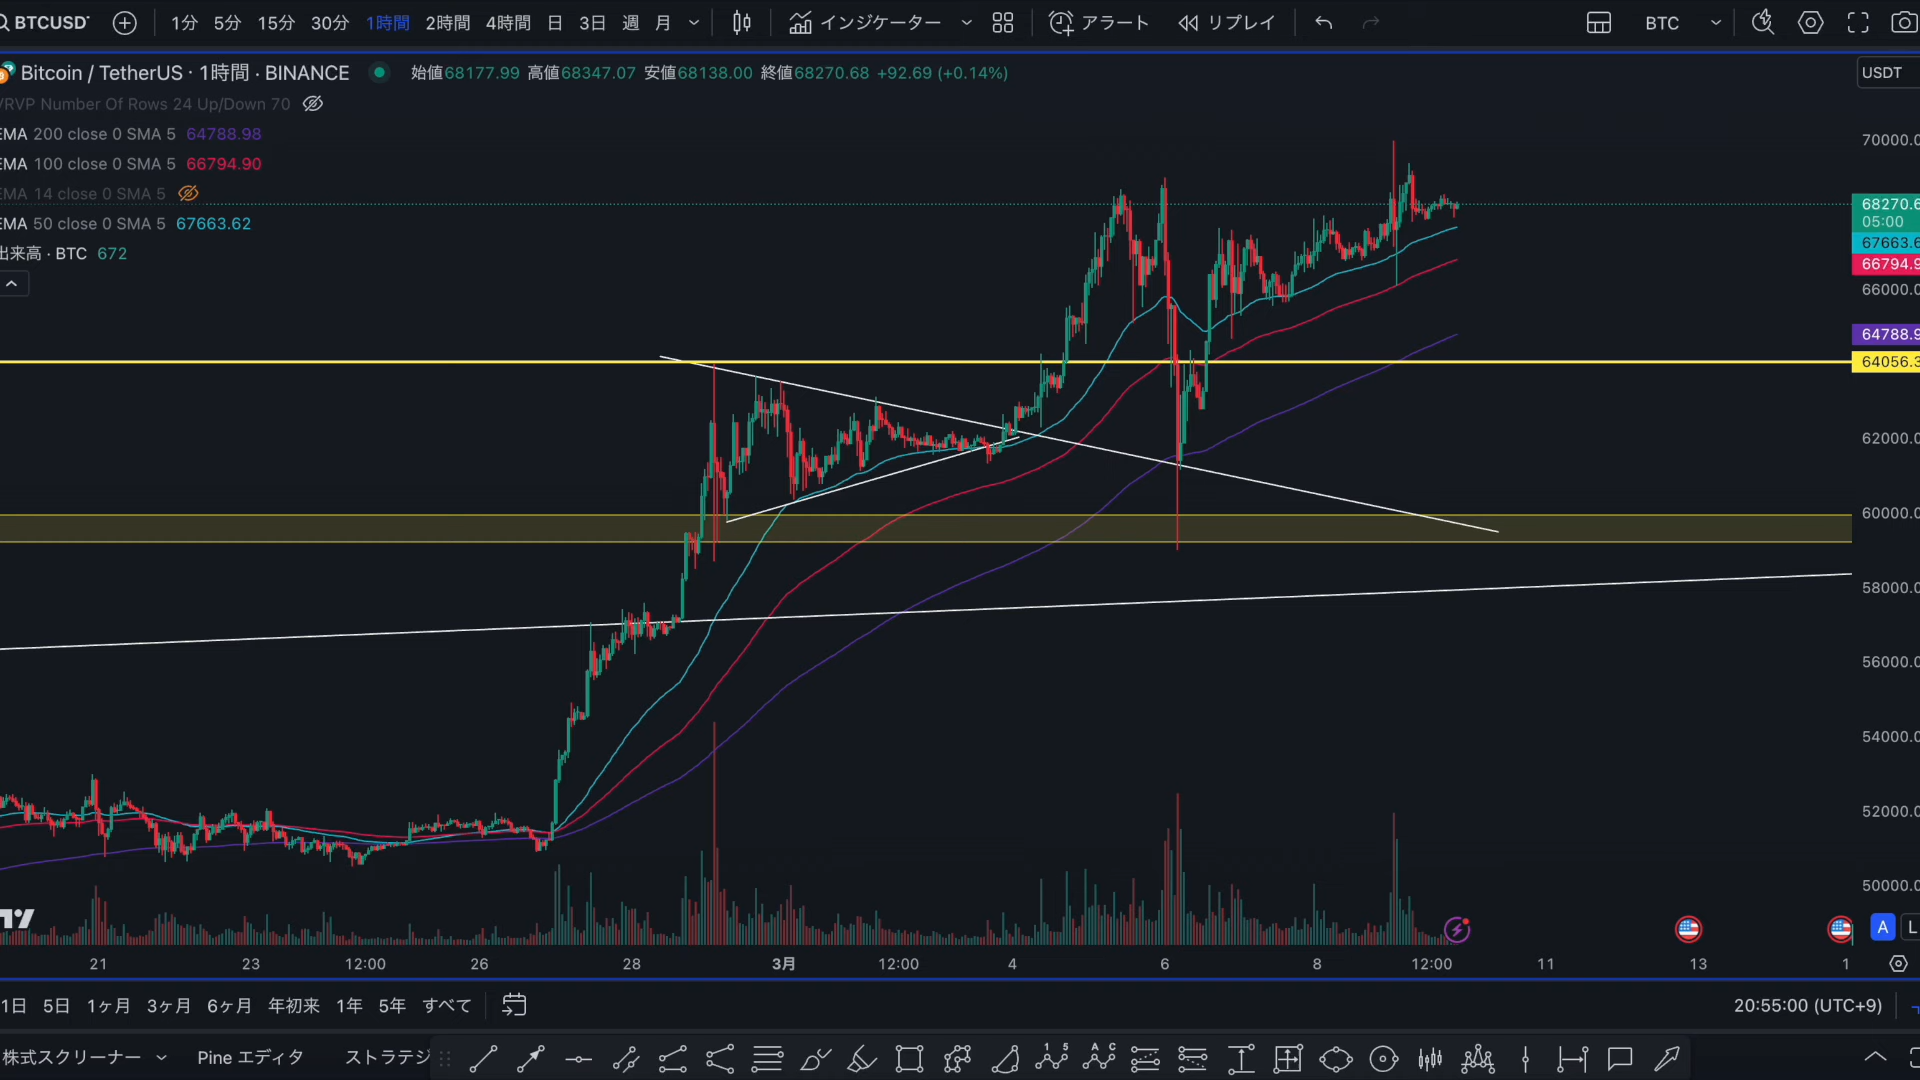 BTCUSDT 1分 5分 15分 30分 1時間 2時間 4時間 日 3日 週 月 インジケーター アラート リプレイ BTC
Bitcoin / TetherUS · 1時間 · BINANCE 始値68177.99 高値68347.07 安値68138.00 終値68270.68 +92.69 (+0.14%) USDT
VRVP Number Of Rows 24 Up/Down 70
EMA 200 close 0 SMA 5 64788.98
EMA 100 close 0 SMA 5 66794.90
EMA 14 close 0 SMA 5
EMA 50 close 0 SMA 5 67663.62
出来高 · BTC 672
70000.0
68270.6
05:00
67663.6
66794.9
66000.0
64788.9
64056.3
62000.0
60000.0
58000.0
56000.0
54000.0
52000.0
50000.0
A L
21 23 12:00 26 28 3月 12:00 4 6 8 12:00 11 13 1
1日 5日 1ヶ月 3ヶ月 6ヶ月 年初来 1年 5年 すべて 20:55:00 (UTC+9)
株式スクリーナー Pine エディタ ストラテジ